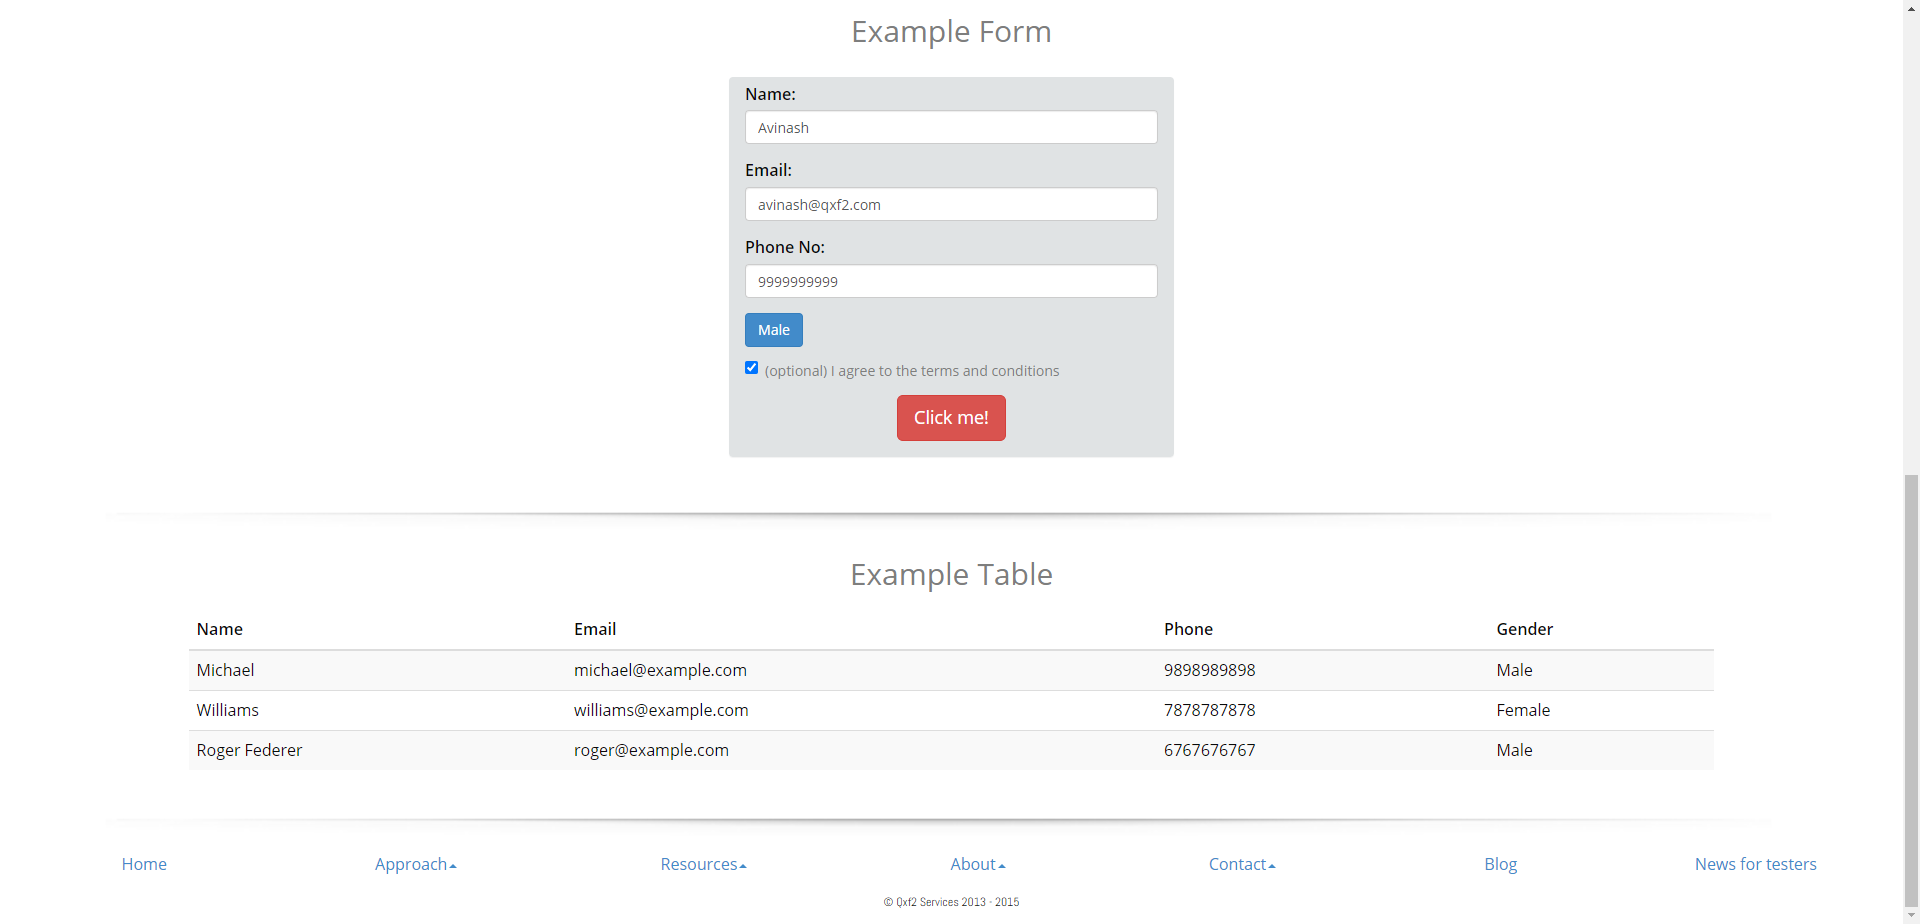 Example Form
Name:
Avinash
Email:
avinash@qxf2.com
Phone No:
9999999999
Male
(optional) I agree to the terms and conditions
Click me!
Example Table
Name Email Phone Gender
Michael michael@example.com 9898989898 Male
Williams williams@example.com 7878787878 Female
Roger Federer roger@example.com 6767676767 Male
Home Approach Resources About Contact Blog News for testers
© Qxf2 Services 2013 - 2015